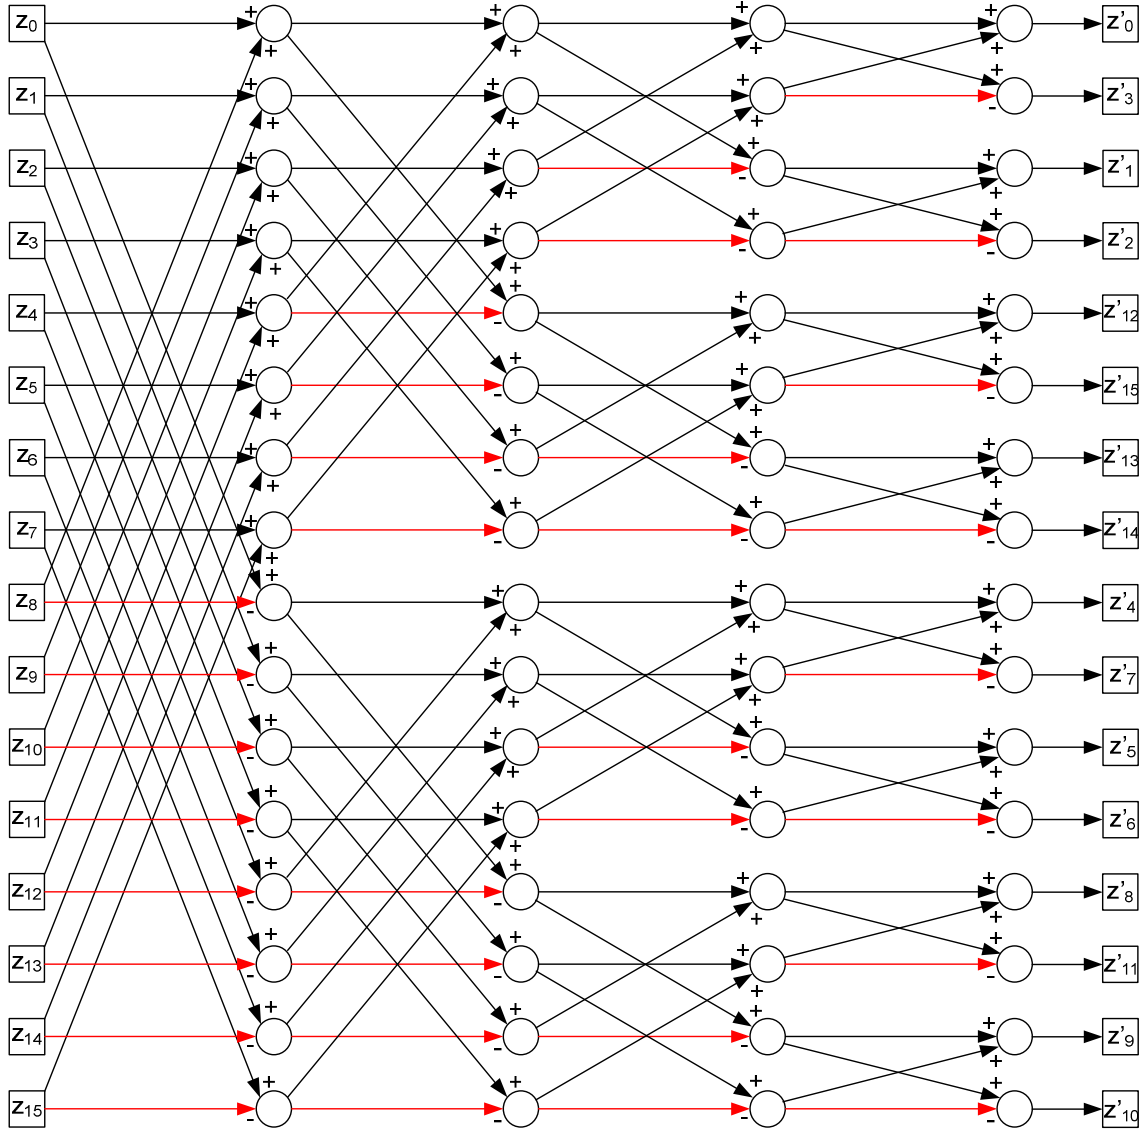 z0 + + + + z'0
+ + + +
z1 + + + z'3
+ + + -
z2 + + + + z'1
+ + - +
z3 + + + + z'2
+ + - -
z4 + + + + z'12
+ - + +
z5 + + + + z'15
+ - + -
z6 + + + + z'13
+ - - +
z7 + + + + z'14
+ - - -
z8 + + + + z'4
- + + +
z9 + + + + z'7
- + + -
z10 + + + + z'5
- + - +
z11 + + + + z'6
- + - -
z12 + + + + z'8
- - + +
z13 + + + + z'11
- - + -
z14 + + + + z'9
- - - +
z15 + + + + z'10
- - - -